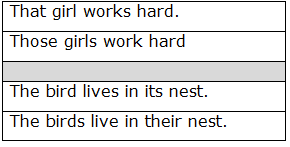 That girl works hard.
Those girls work hard
The bird lives in its nest.
The birds live in their nest.